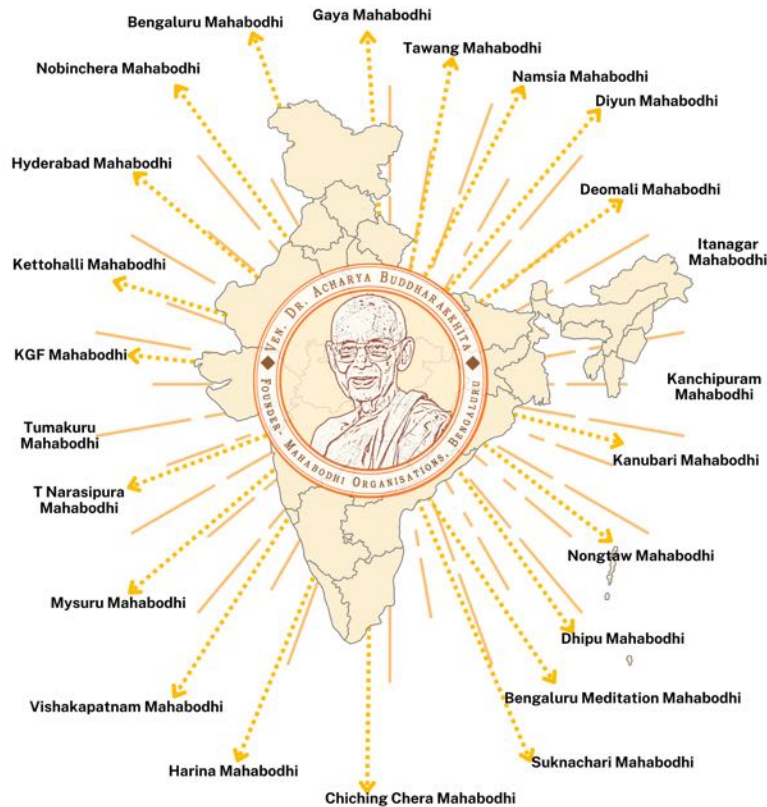 Gaya Mahabodhi
Bengaluru Mahabodhi
Tawang Mahabodhi
Nobinchera Mahabodhi
Namsia Mahabodhi
Diyun Mahabodhi
Hyderabad Mahabodhi
Deomali Mahabodhi
Itanagar
Mahabodhi
Kettohalli Mahabodhi
VEN. DR. ACHARYA BUDDHARAKKHITA
FOUNDER- MAHABODHI ORGANISATIONS, BENGALURU
KGF Mahabodhi
Kanchipuram
Mahabodhi
Tumakuru
Mahabodhi
Kanubari Mahabodhi
T Narasipura
Mahabodhi
Nongtaw Mahabodhi
Mysuru Mahabodhi
Dhipu Mahabodhi
Bengaluru Meditation Mahabodhi
Vishakapatnam Mahabodhi
Suknachari Mahabodhi
Harina Mahabodhi
Chiching Chera Mahabodhi